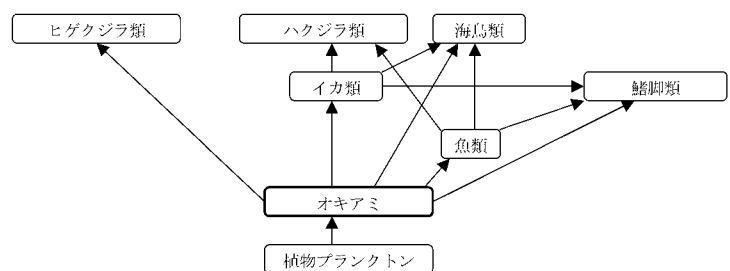 ヒゲクジラ類
ハクジラ類
海鳥類
イカ類
鰭脚類
魚類
オキアミ
植物プランクトン